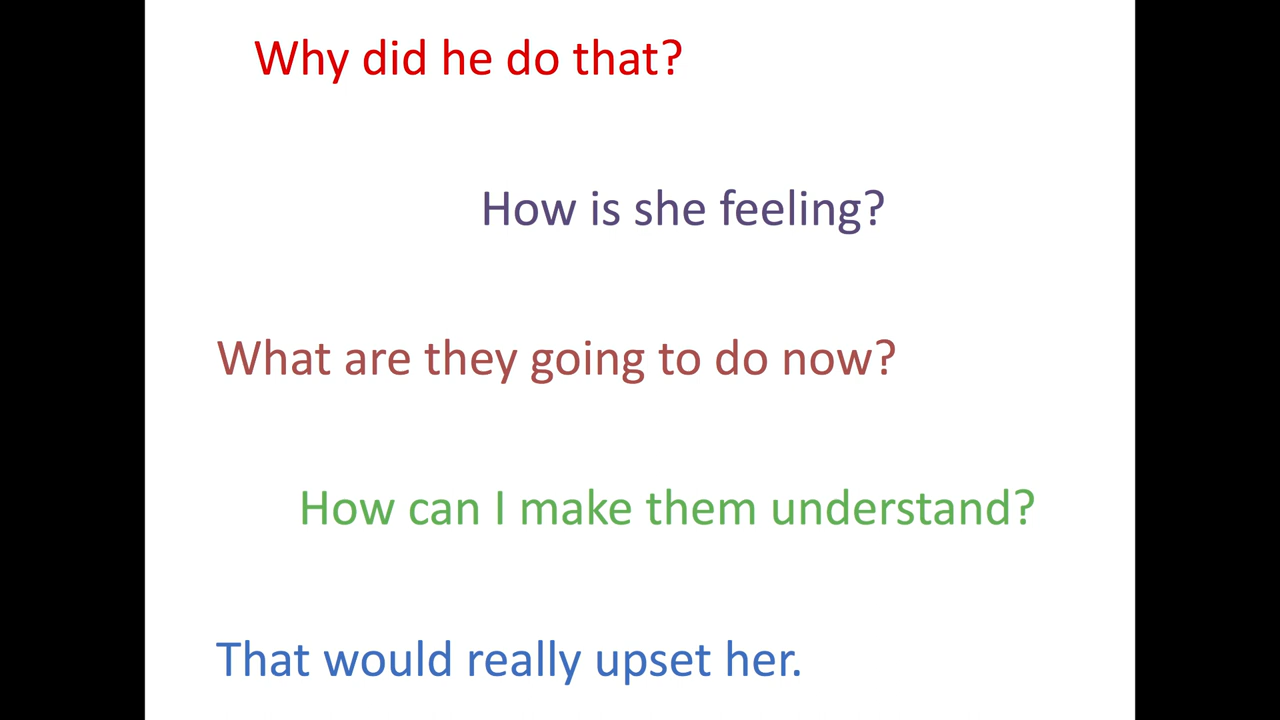 Why did he do that?
How is she feeling?
What are they going to do now?
How can I make them understand?
That would really upset her.